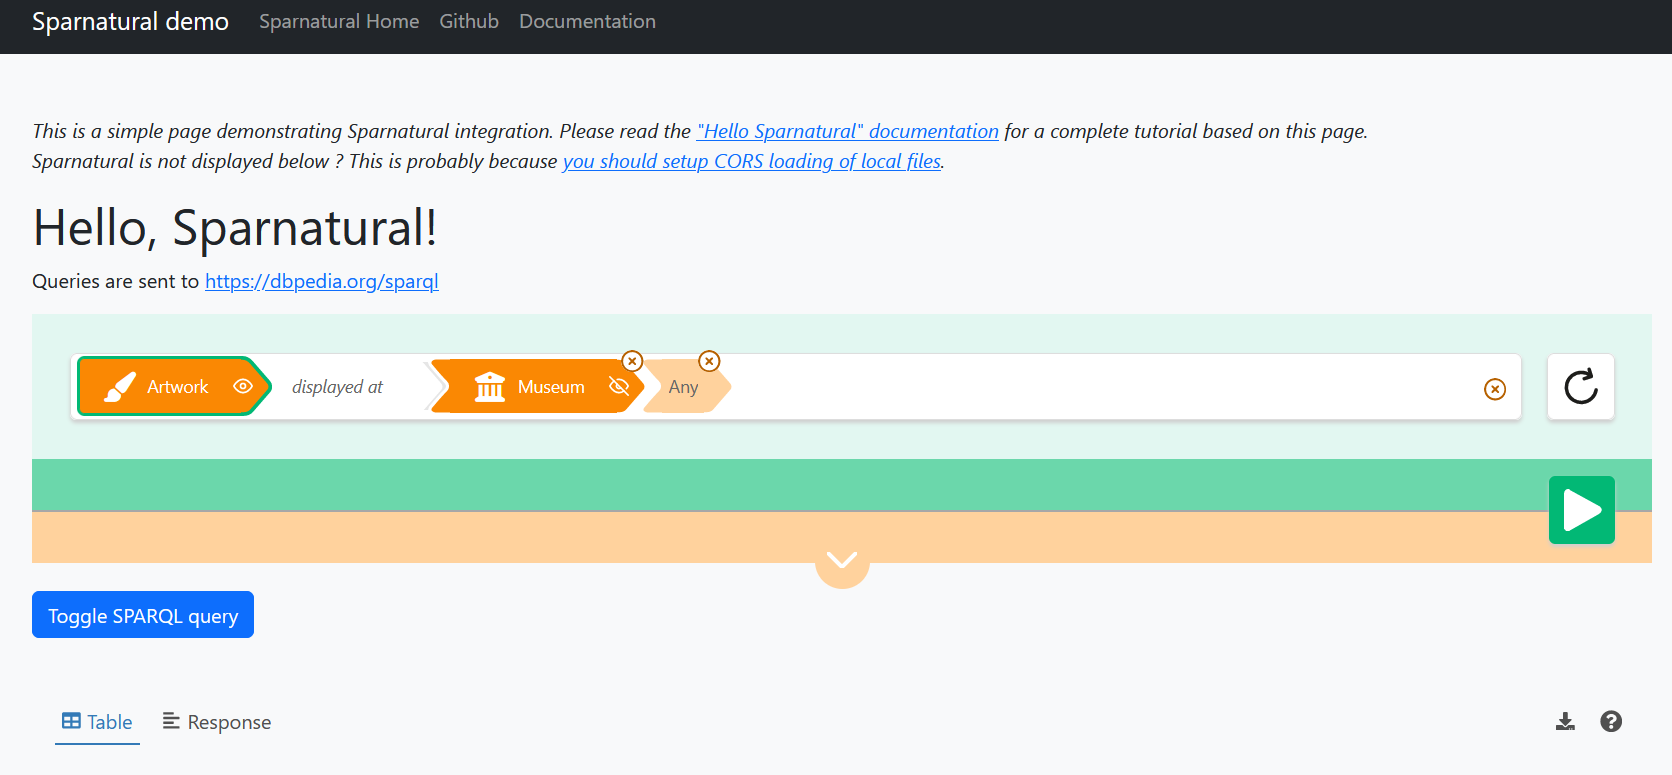 Sparnatural demo Sparnatural Home Github Documentation
This is a simple page demonstrating Sparnatural integration. Please read the "Hello Sparnatural" documentation for a complete tutorial based on this page.
Sparnatural is not displayed below ? This is probably because you should setup CORS loading of local files.
Hello, Sparnatural!
Queries are sent to https://dbpedia.org/sparql
Artwork displayed at Museum Any
Toggle SPARQL query
Table Response